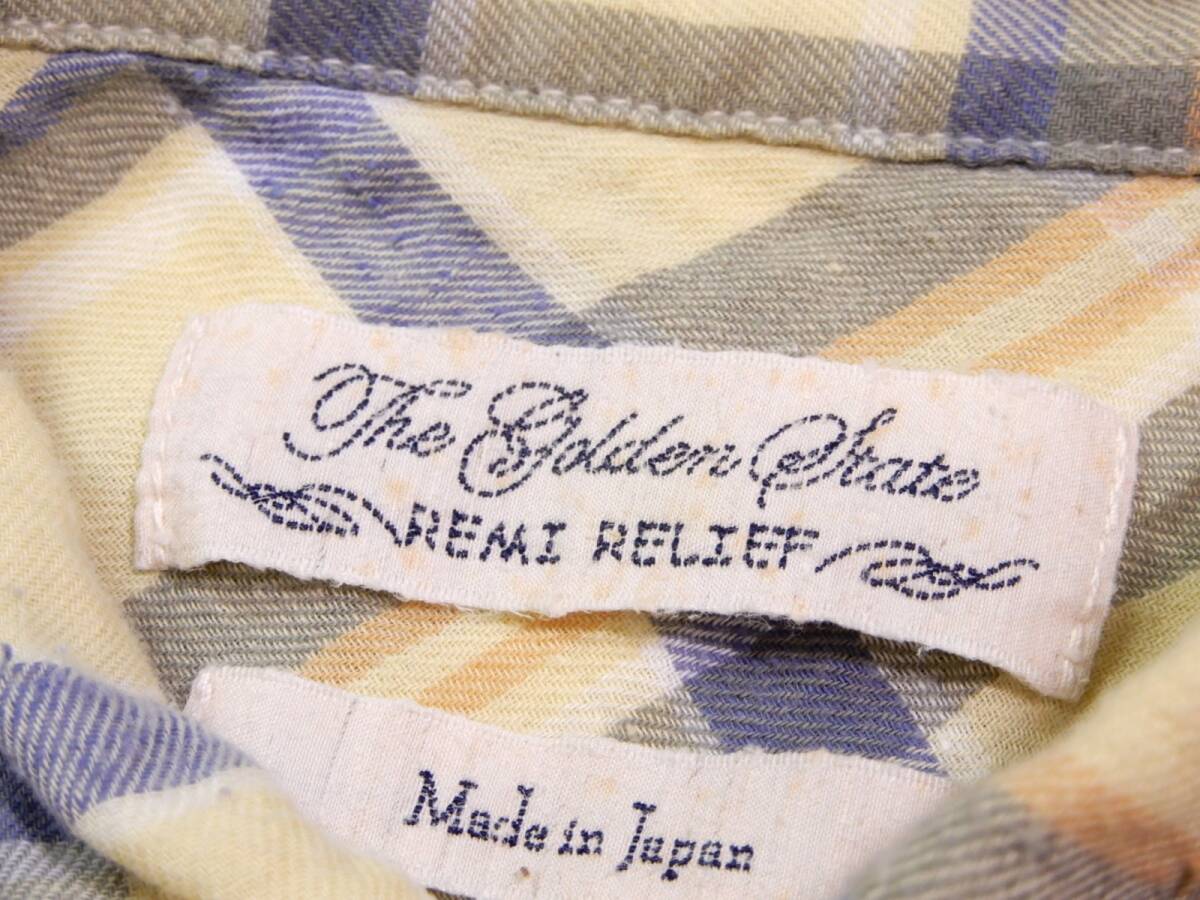 The Golden State
REMI RELIEF
Made in Japan